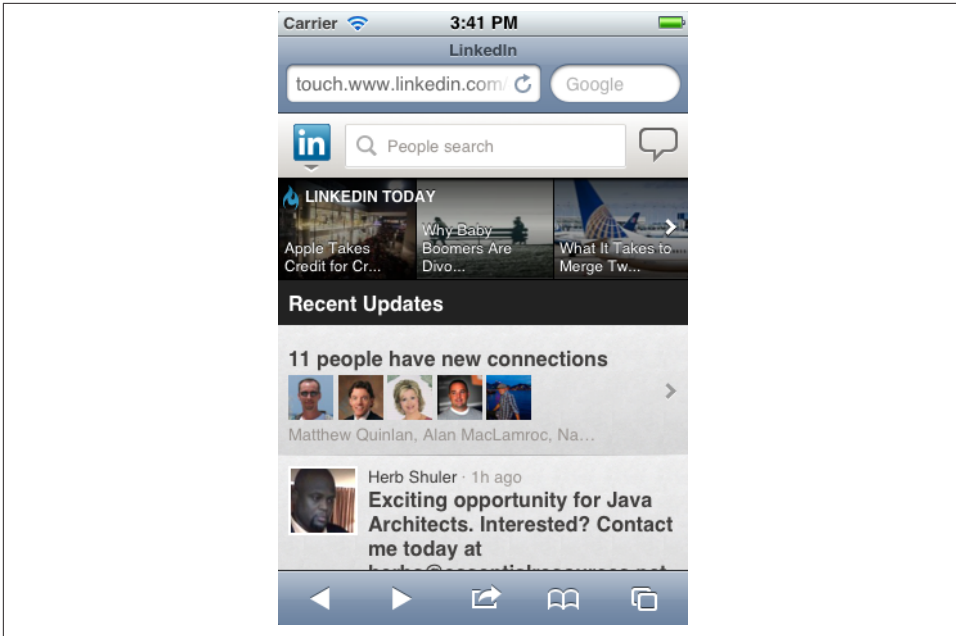 Carrier 3:41 PM
LinkedIn
touch.www.linkedin.com/ Google
in People search
LINKEDIN TODAY
Apple Takes
Credit for Cr...
Why Baby
Boomers Are
Divo...
What It Takes to
Merge Tw...
Recent Updates
11 people have new connections
Matthew Quinlan, Alan MacLamroc, Na...
Herb Shuler · 1h ago
Exciting opportunity for Java
Architects. Interested? Contact
me today at